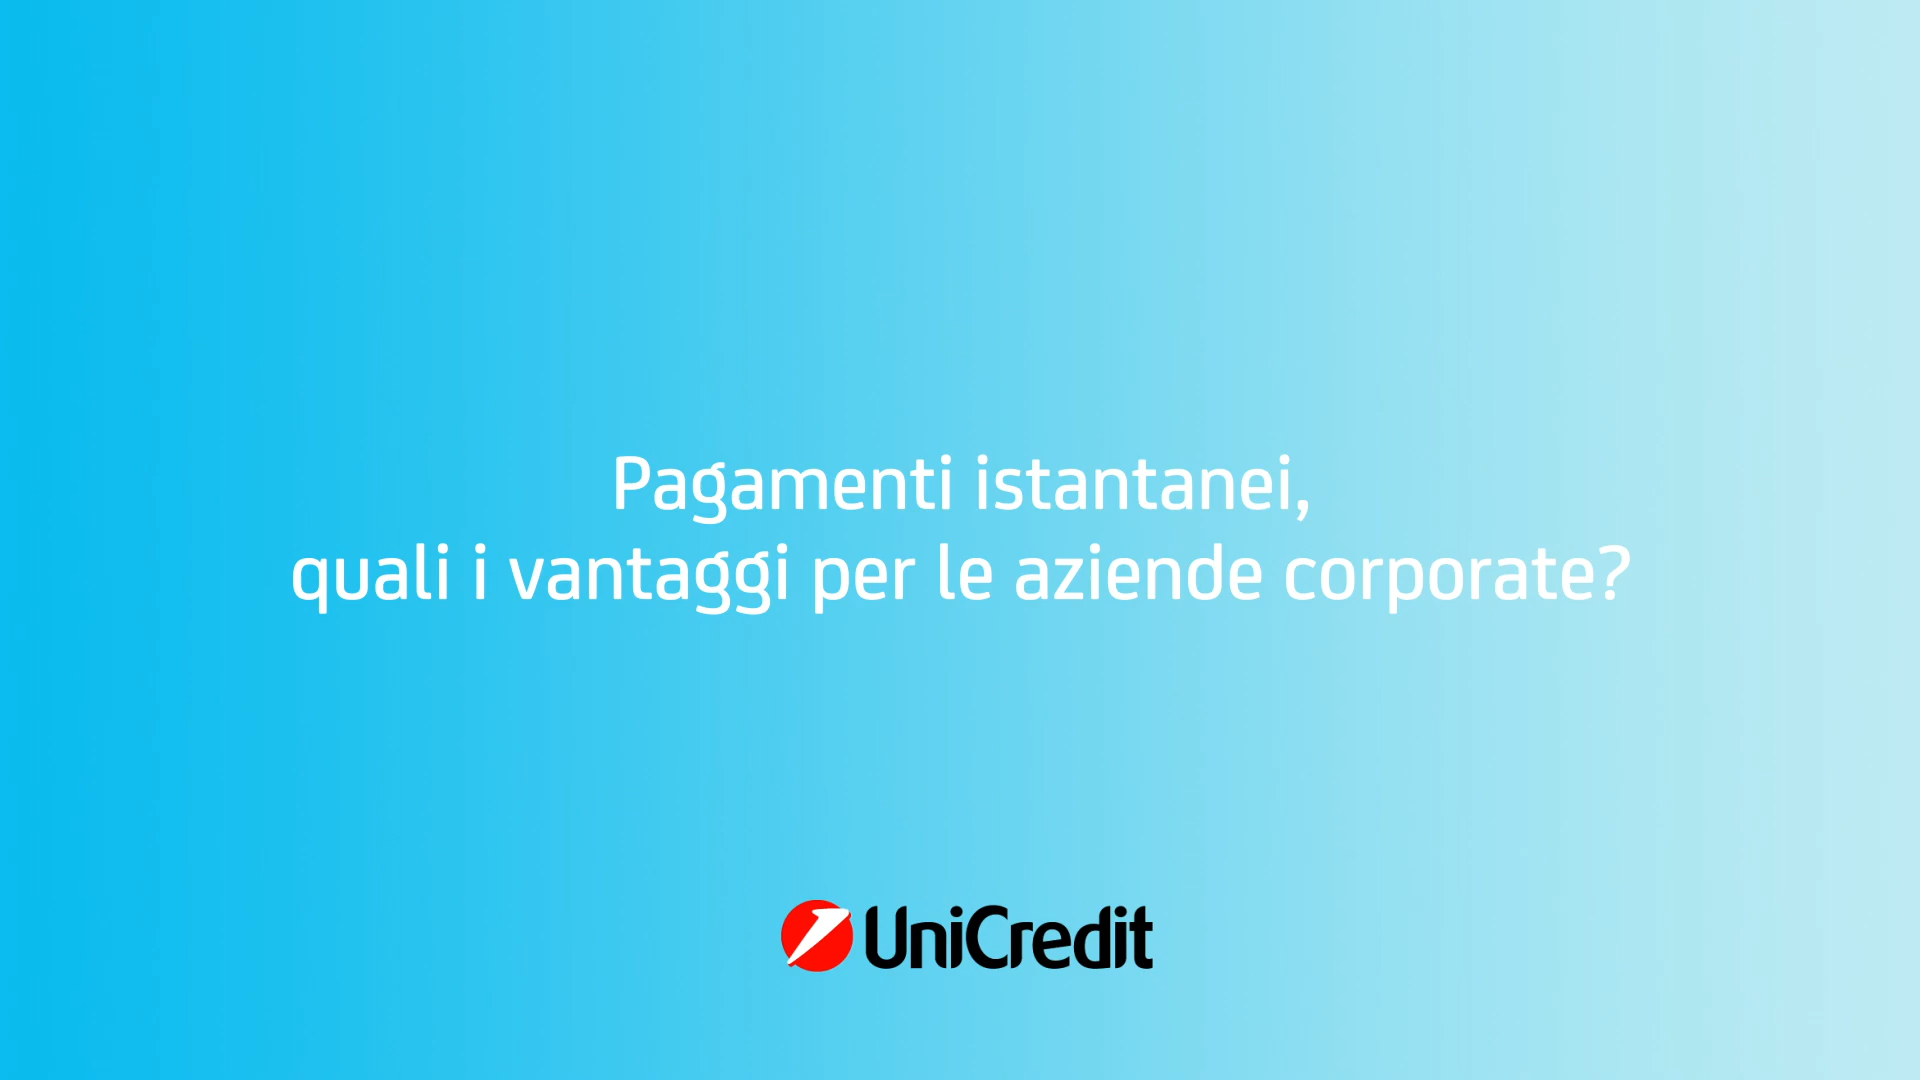 Pagamenti istantanei,
quali i vantaggi per le aziende corporate?
UniCredit